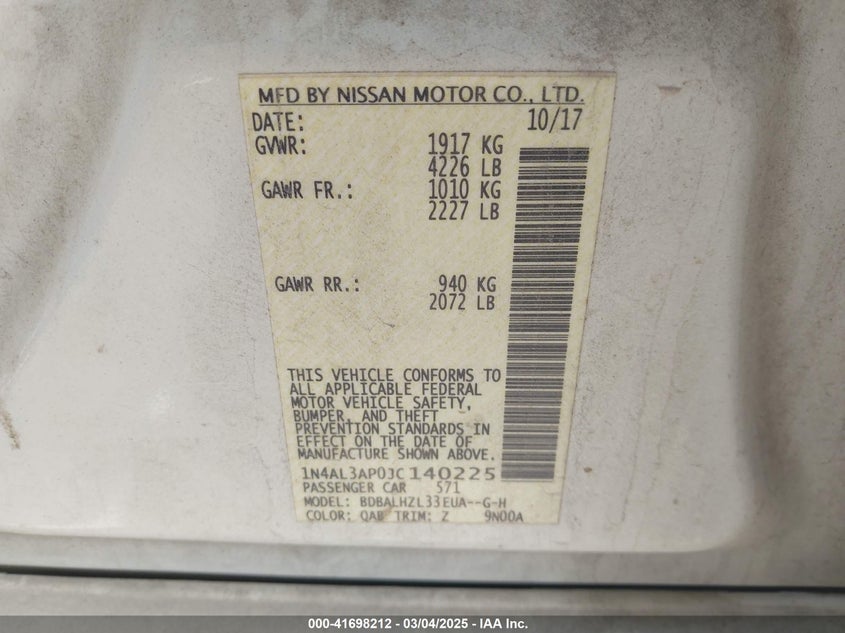 MFD BY NISSAN MOTOR CO., LTD.
DATE: 10/17
GVWR: 1917 KG
4226 LB
GAWR FR.: 1010 KG
2227 LB
GAWR RR.: 940 KG
2072 LB
THIS VEHICLE CONFORMS TO
ALL APPLICABLE FEDERAL
MOTOR VEHICLE SAFETY,
BUMPER, AND THEFT
PREVENTION STANDARDS IN
EFFECT ON THE DATE OF
MANUFACTURE SHOWN ABOVE.
1N4AL3AP0JC140225
PASSENGER CAR 571
MODEL: BDBALHZL33EUA--G-H
COLOR: QAB TRIM: Z 9N00A
000-41698212 - 03/04/2025 - IAA Inc.